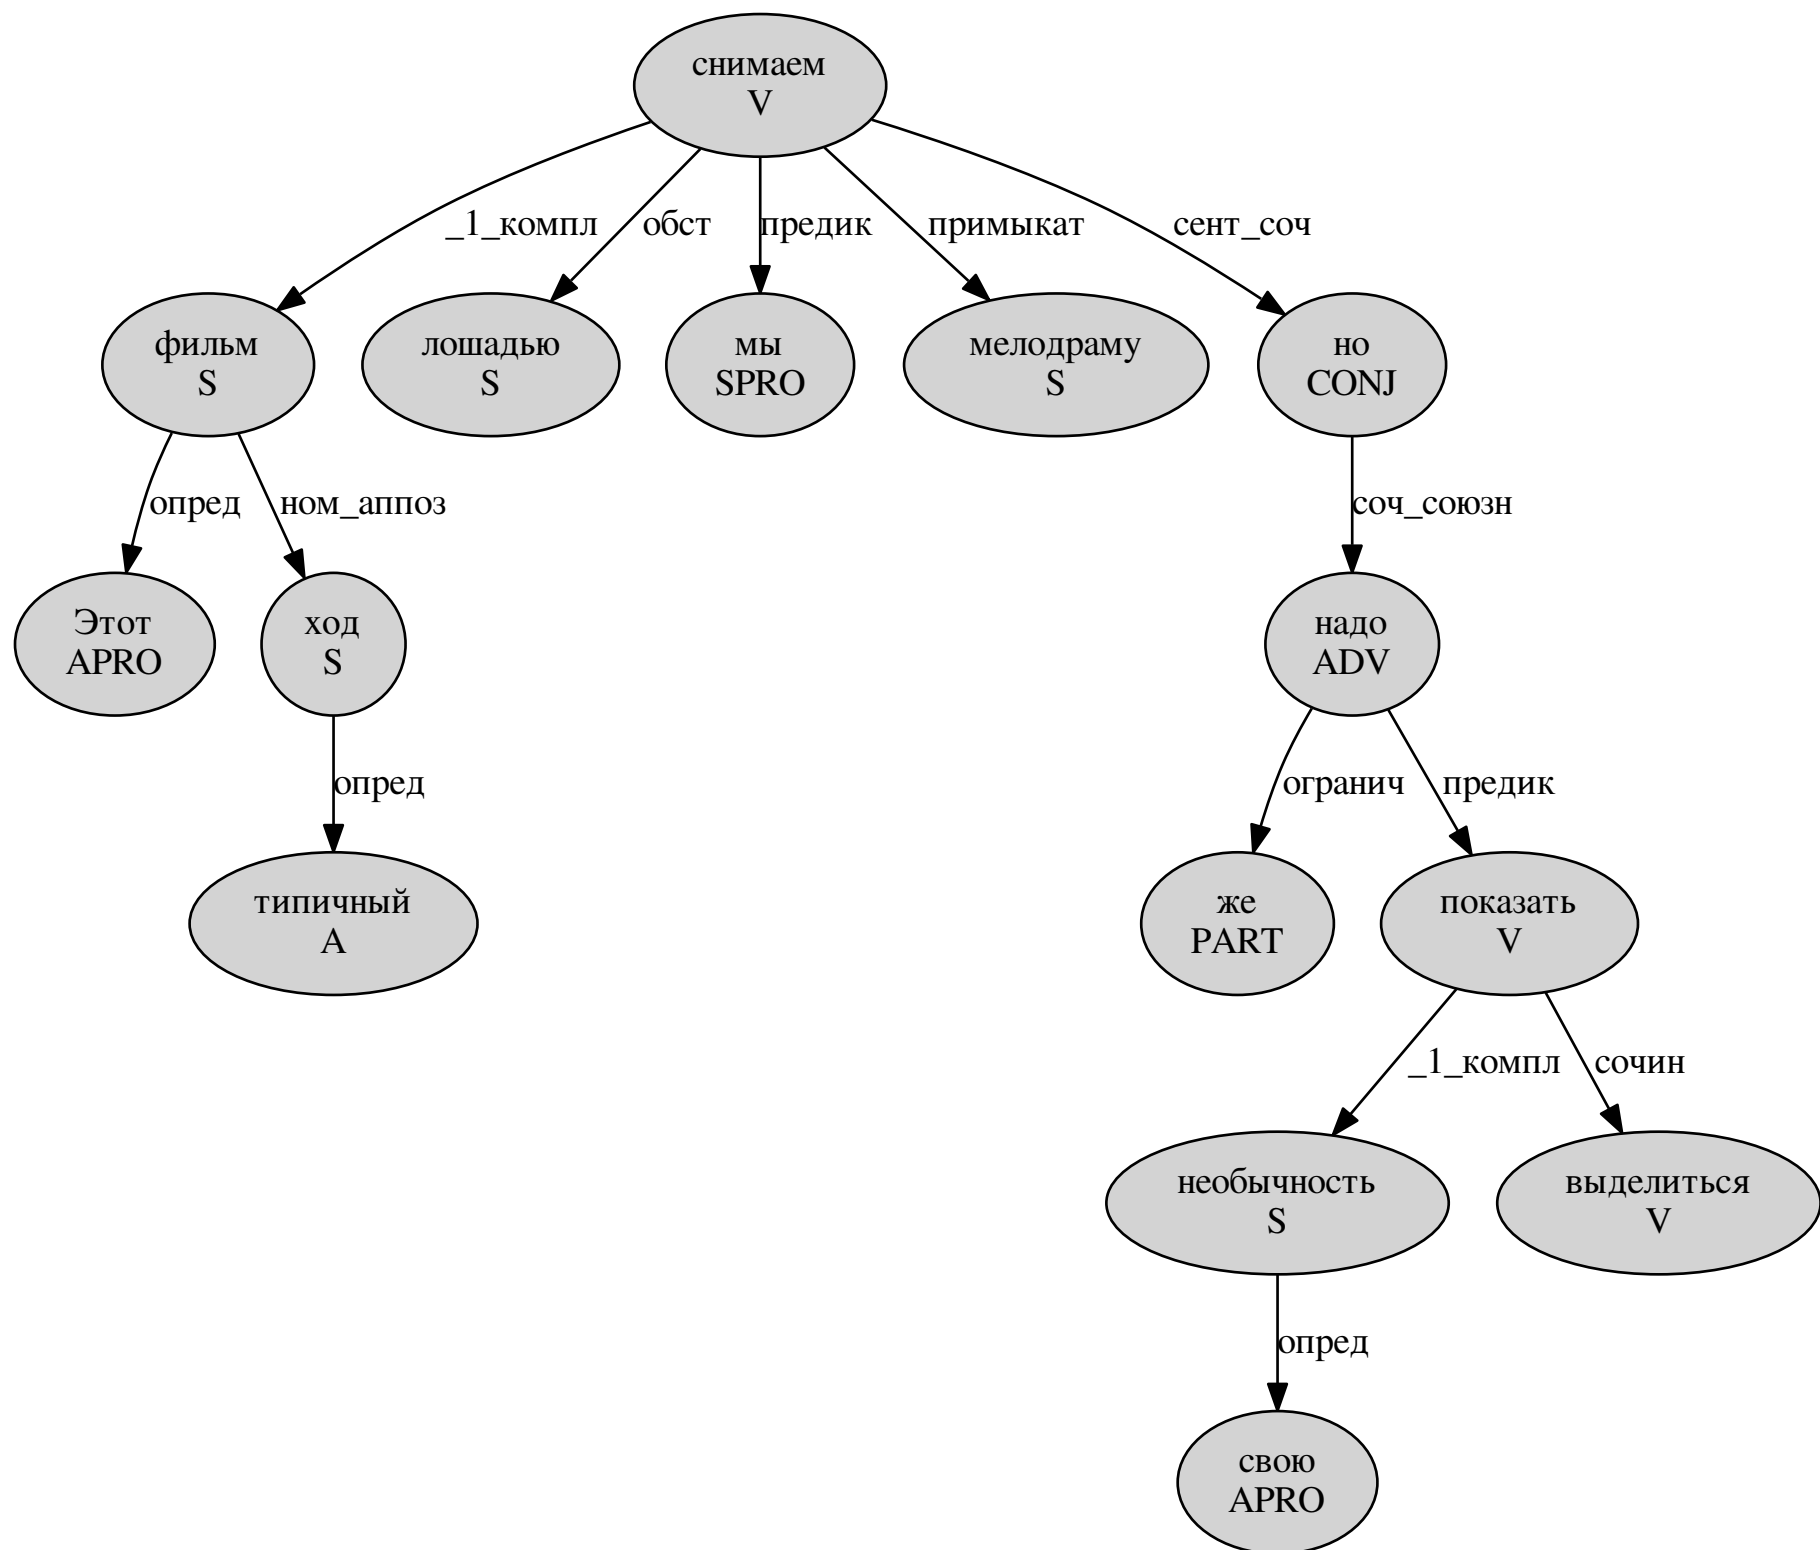 снимаем
V
_1_компл
обст
предик
примыкат
сент_соч
фильм
S
лошадью
S
мы
SPRO
мелодраму
S
но
CONJ
опред
ном_аппоз
соч_союзн
Этот
APRO
ход
S
надо
ADV
опред
огранич
предик
типичный
A
же
PART
показать
V
_1_компл
сочин
необычность
S
выделиться
V
опред
свою
APRO